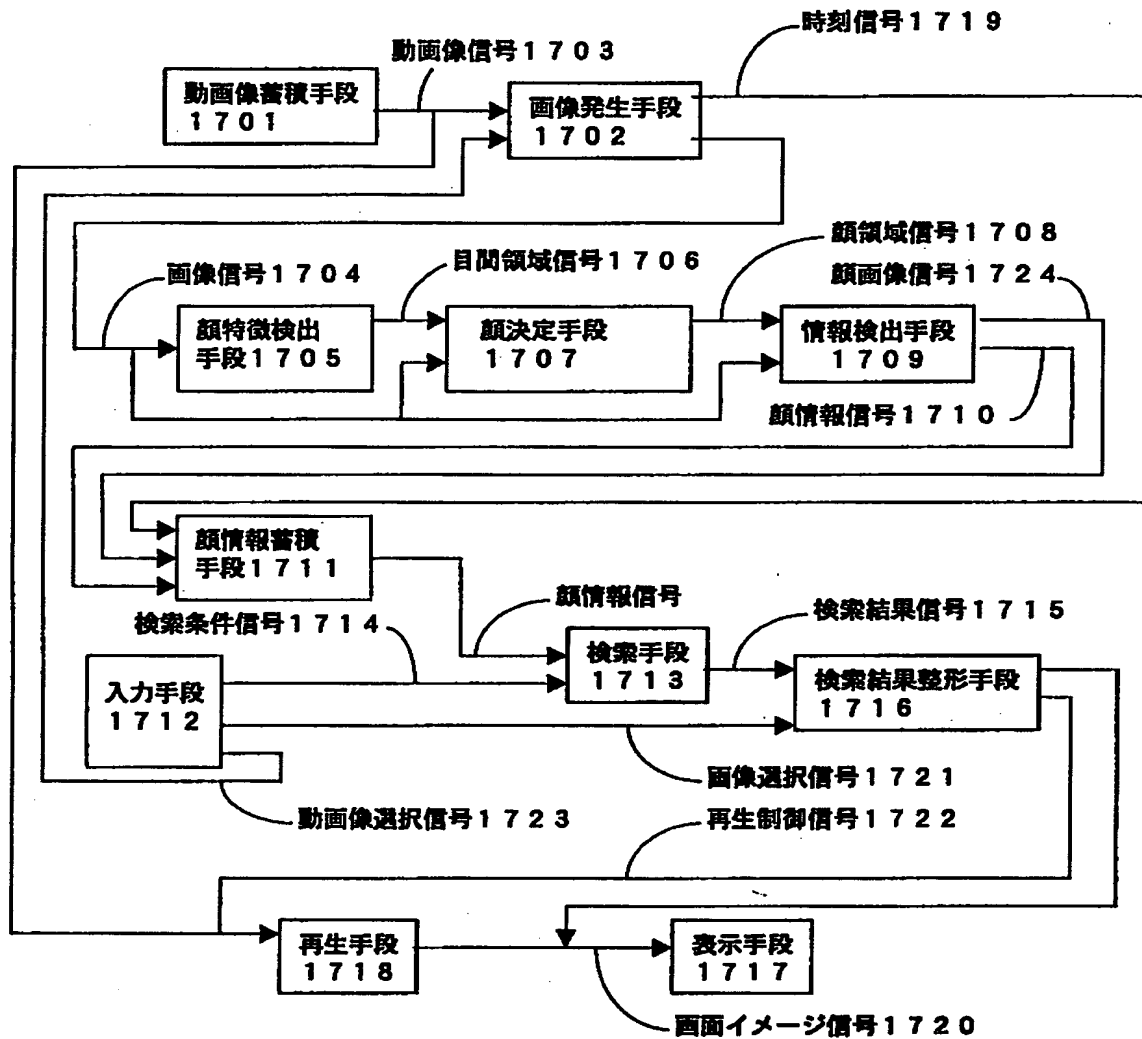 時刻信号1719
動画像信号1703
動画像蓄積手段
1701
画像発生手段
1702
顔領域信号1708
目間領域信号1706
画像信号1704
顔画像信号1724
顔特徴検出
手段1705
顔決定手段
1707
情報検出手段
1709
顔情報信号1710
顔情報蓄積
手段1711
顔情報信号
検索結果信号1715
検索条件信号1714
検索手段
1713
入力手段
1712
検索結果整形手段
1716
画像選択信号1721
動画像選択信号1723
再生制御信号1722
再生手段
1718
表示手段
1717
画面イメージ信号1720